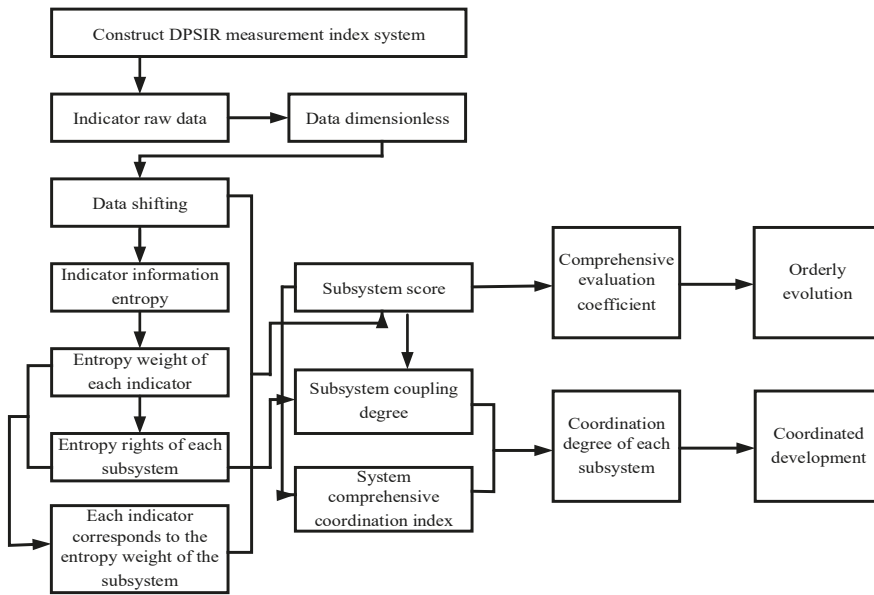 Construct DPSIR measurement index system
Indicator raw data
Data dimensionless
Data shifting
Indicator information
entropy
Subsystem score
Comprehensive
evaluation
coefficient
Orderly
evolution
Entropy weight of
each indicator
Subsystem coupling
degree
Entropy rights of each
subsystem
Coordination
degree of each
subsystem
Coordinated
development
System
comprehensive
coordination index
Each indicator
corresponds to the
entropy weight of the
subsystem